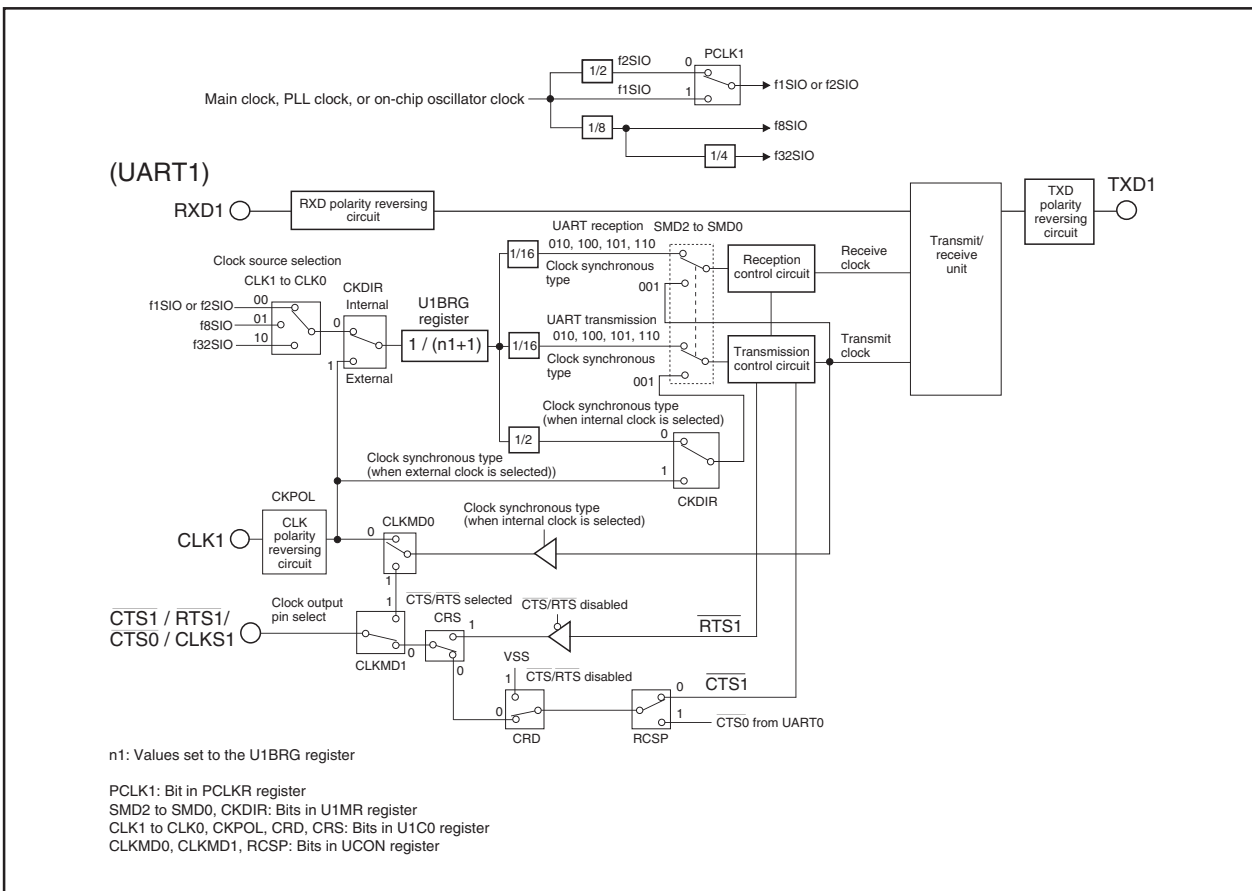 PCLK1
f2SIO
0
1/2
f1SIO or f2SIO
Main clock, PLL clock, or on-chip oscillator clock
f1SIO
1
1/8
f8SIO
1/4
f32SIO
(UART1)
RXD1
RXD polarity reversing
circuit
TXD
polarity
reversing
circuit
TXD1
Transmit/
receive
unit
UART reception
SMD2 to SMD0
010, 100, 101, 110
1/16
Clock synchronous
type
001
Reception
control circuit
Receive
clock
Clock source selection
CLK1 to CLK0
f1SIO or f2SIO
00
f8SIO
01
f32SIO
10
CKDIR
Internal
0
1
External
U1BRG
register
1 / (n1+1)
UART transmission
010, 100, 101, 110
1/16
Clock synchronous
type
001
Transmission
control circuit
Transmit
clock
Clock synchronous type
(when internal clock is selected)
1/2
0
Clock synchronous type
(when external clock is selected))
1
CKDIR
CKPOL
CLK1
CLK
polarity
reversing
circuit
CLKMD0
0
1
Clock synchronous type
(when internal clock is selected)
CTS1 / RTS1/
CTS0 / CLKS1
Clock output
pin select
1
CLKMD1
0
CTS/RTS selected
CRS
1
0
CTS/RTS disabled
RTS1
VSS
CTS/RTS disabled
1
0
CRD
0
CTS1
1
CTS0 from UART0
RCSP
n1: Values set to the U1BRG register
PCLK1: Bit in PCLKR register
SMD2 to SMD0, CKDIR: Bits in U1MR register
CLK1 to CLK0, CKPOL, CRD, CRS: Bits in U1C0 register
CLKMD0, CLKMD1, RCSP: Bits in UCON register